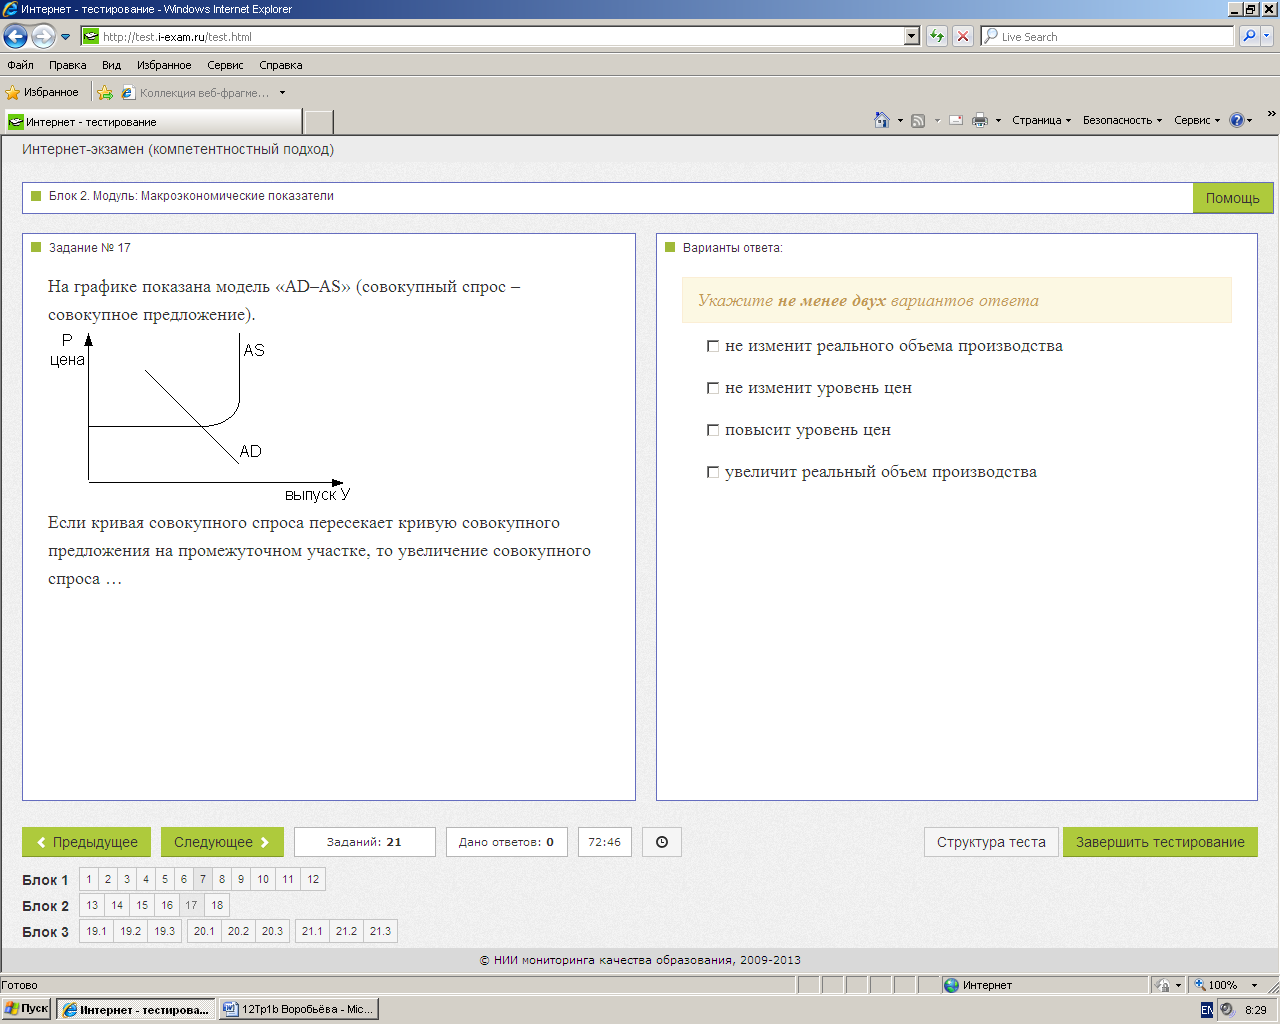 Интернет - тестирование - Windows Internet Explorer
http://test.i-exam.ru/test.html
Live Search
Файл Правка Вид Избранное Сервис Справка
Избранное Коллекция веб-фрагме...
Интернет - тестирование
Страница Безопасность Сервис »
Интернет-экзамен (компетентностный подход)
Блок 2. Модуль: Макроэкономические показатели
Помощь
Задание № 17
На графике показана модель «AD–AS» (совокупный спрос –
совокупное предложение).
P
цена
AS
AD
выпуск У
Если кривая совокупного спроса пересекает кривую совокупного
предложения на промежуточном участке, то увеличение совокупного
спроса …
Варианты ответа:
Укажите не менее двух вариантов ответа
не изменит реального объема производства
не изменит уровень цен
повысит уровень цен
увеличит реальный объем производства
Предыдущее Следующее Заданий: 21 Дано ответов: 0 72:46 Структура теста Завершить тестирование
Блок 1 1 2 3 4 5 6 7 8 9 10 11 12
Блок 2 13 14 15 16 17 18
Блок 3 19.1 19.2 19.3 20.1 20.2 20.3 21.1 21.2 21.3
© НИИ мониторинга качества образования, 2009-2013
Готово Интернет 100%
Пуск Интернет - тестирова... 12Тр1b Воробьёва - Mic... EN 8:29